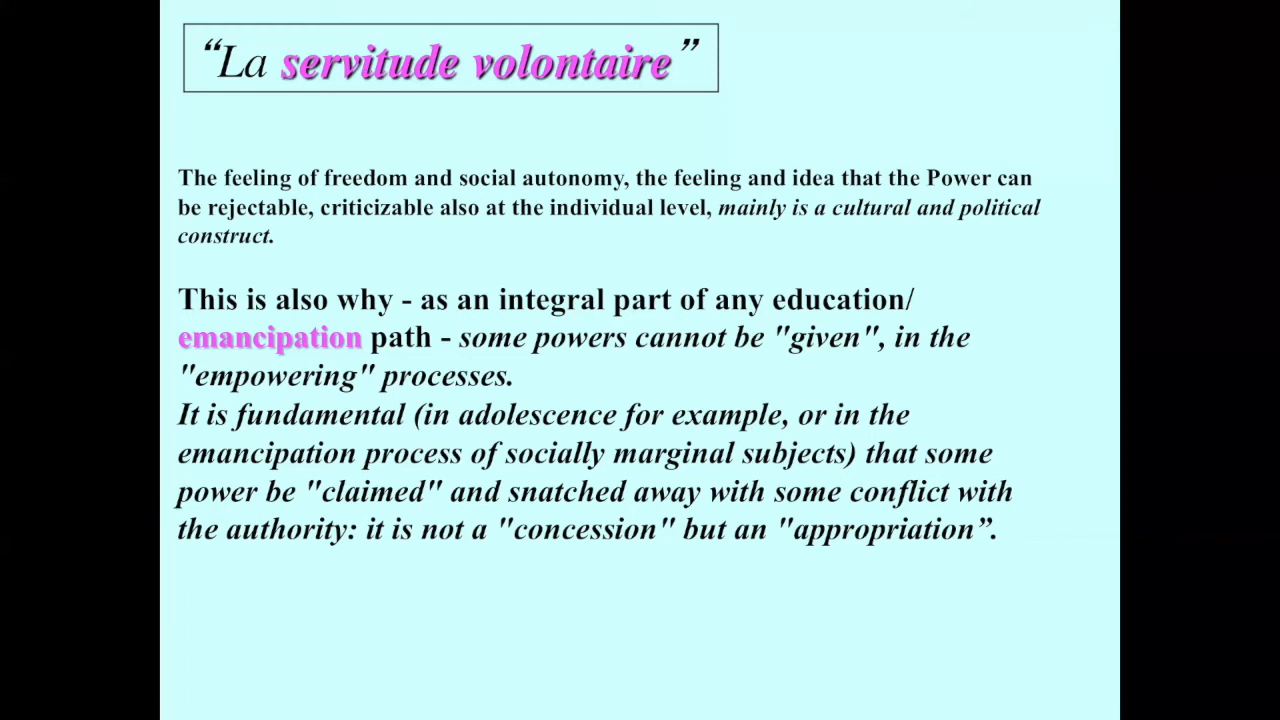 “La servitude volontaire”
The feeling of freedom and social autonomy, the feeling and idea that the Power can
be rejectable, criticizable also at the individual level, mainly is a cultural and political
construct.
This is also why - as an integral part of any education/
emancipation path - some powers cannot be "given", in the
"empowering" processes.
It is fundamental (in adolescence for example, or in the
emancipation process of socially marginal subjects) that some
power be "claimed" and snatched away with some conflict with
the authority: it is not a "concession" but an "appropriation”.